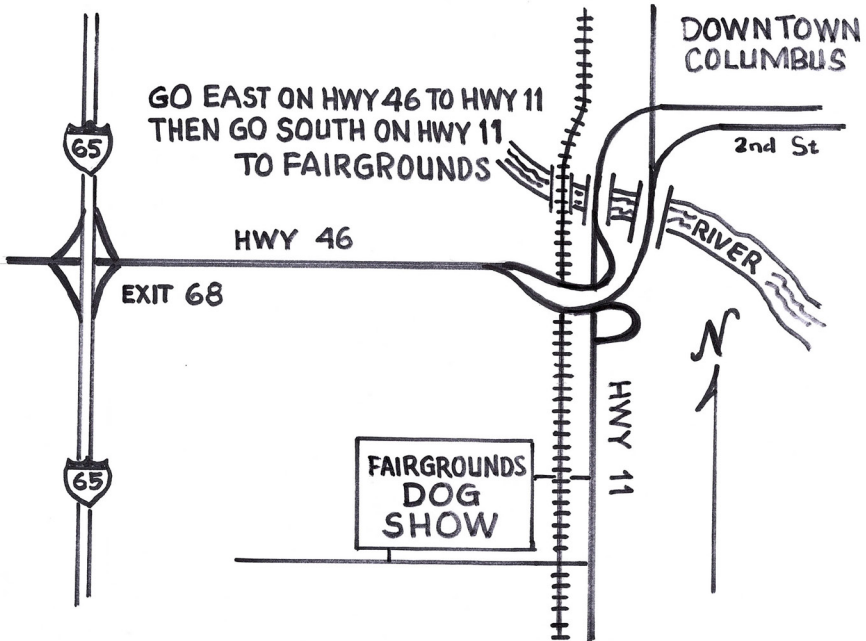 DOWNTOWN
COLUMBUS
GO EAST ON HWY 46 TO HWY 11
THEN GO SOUTH ON HWY 11
TO FAIRGROUNDS
65
2nd St
HWY 46
RIVER
EXIT 68
N
HWY 11
65
FAIRGROUNDS
DOG
SHOW